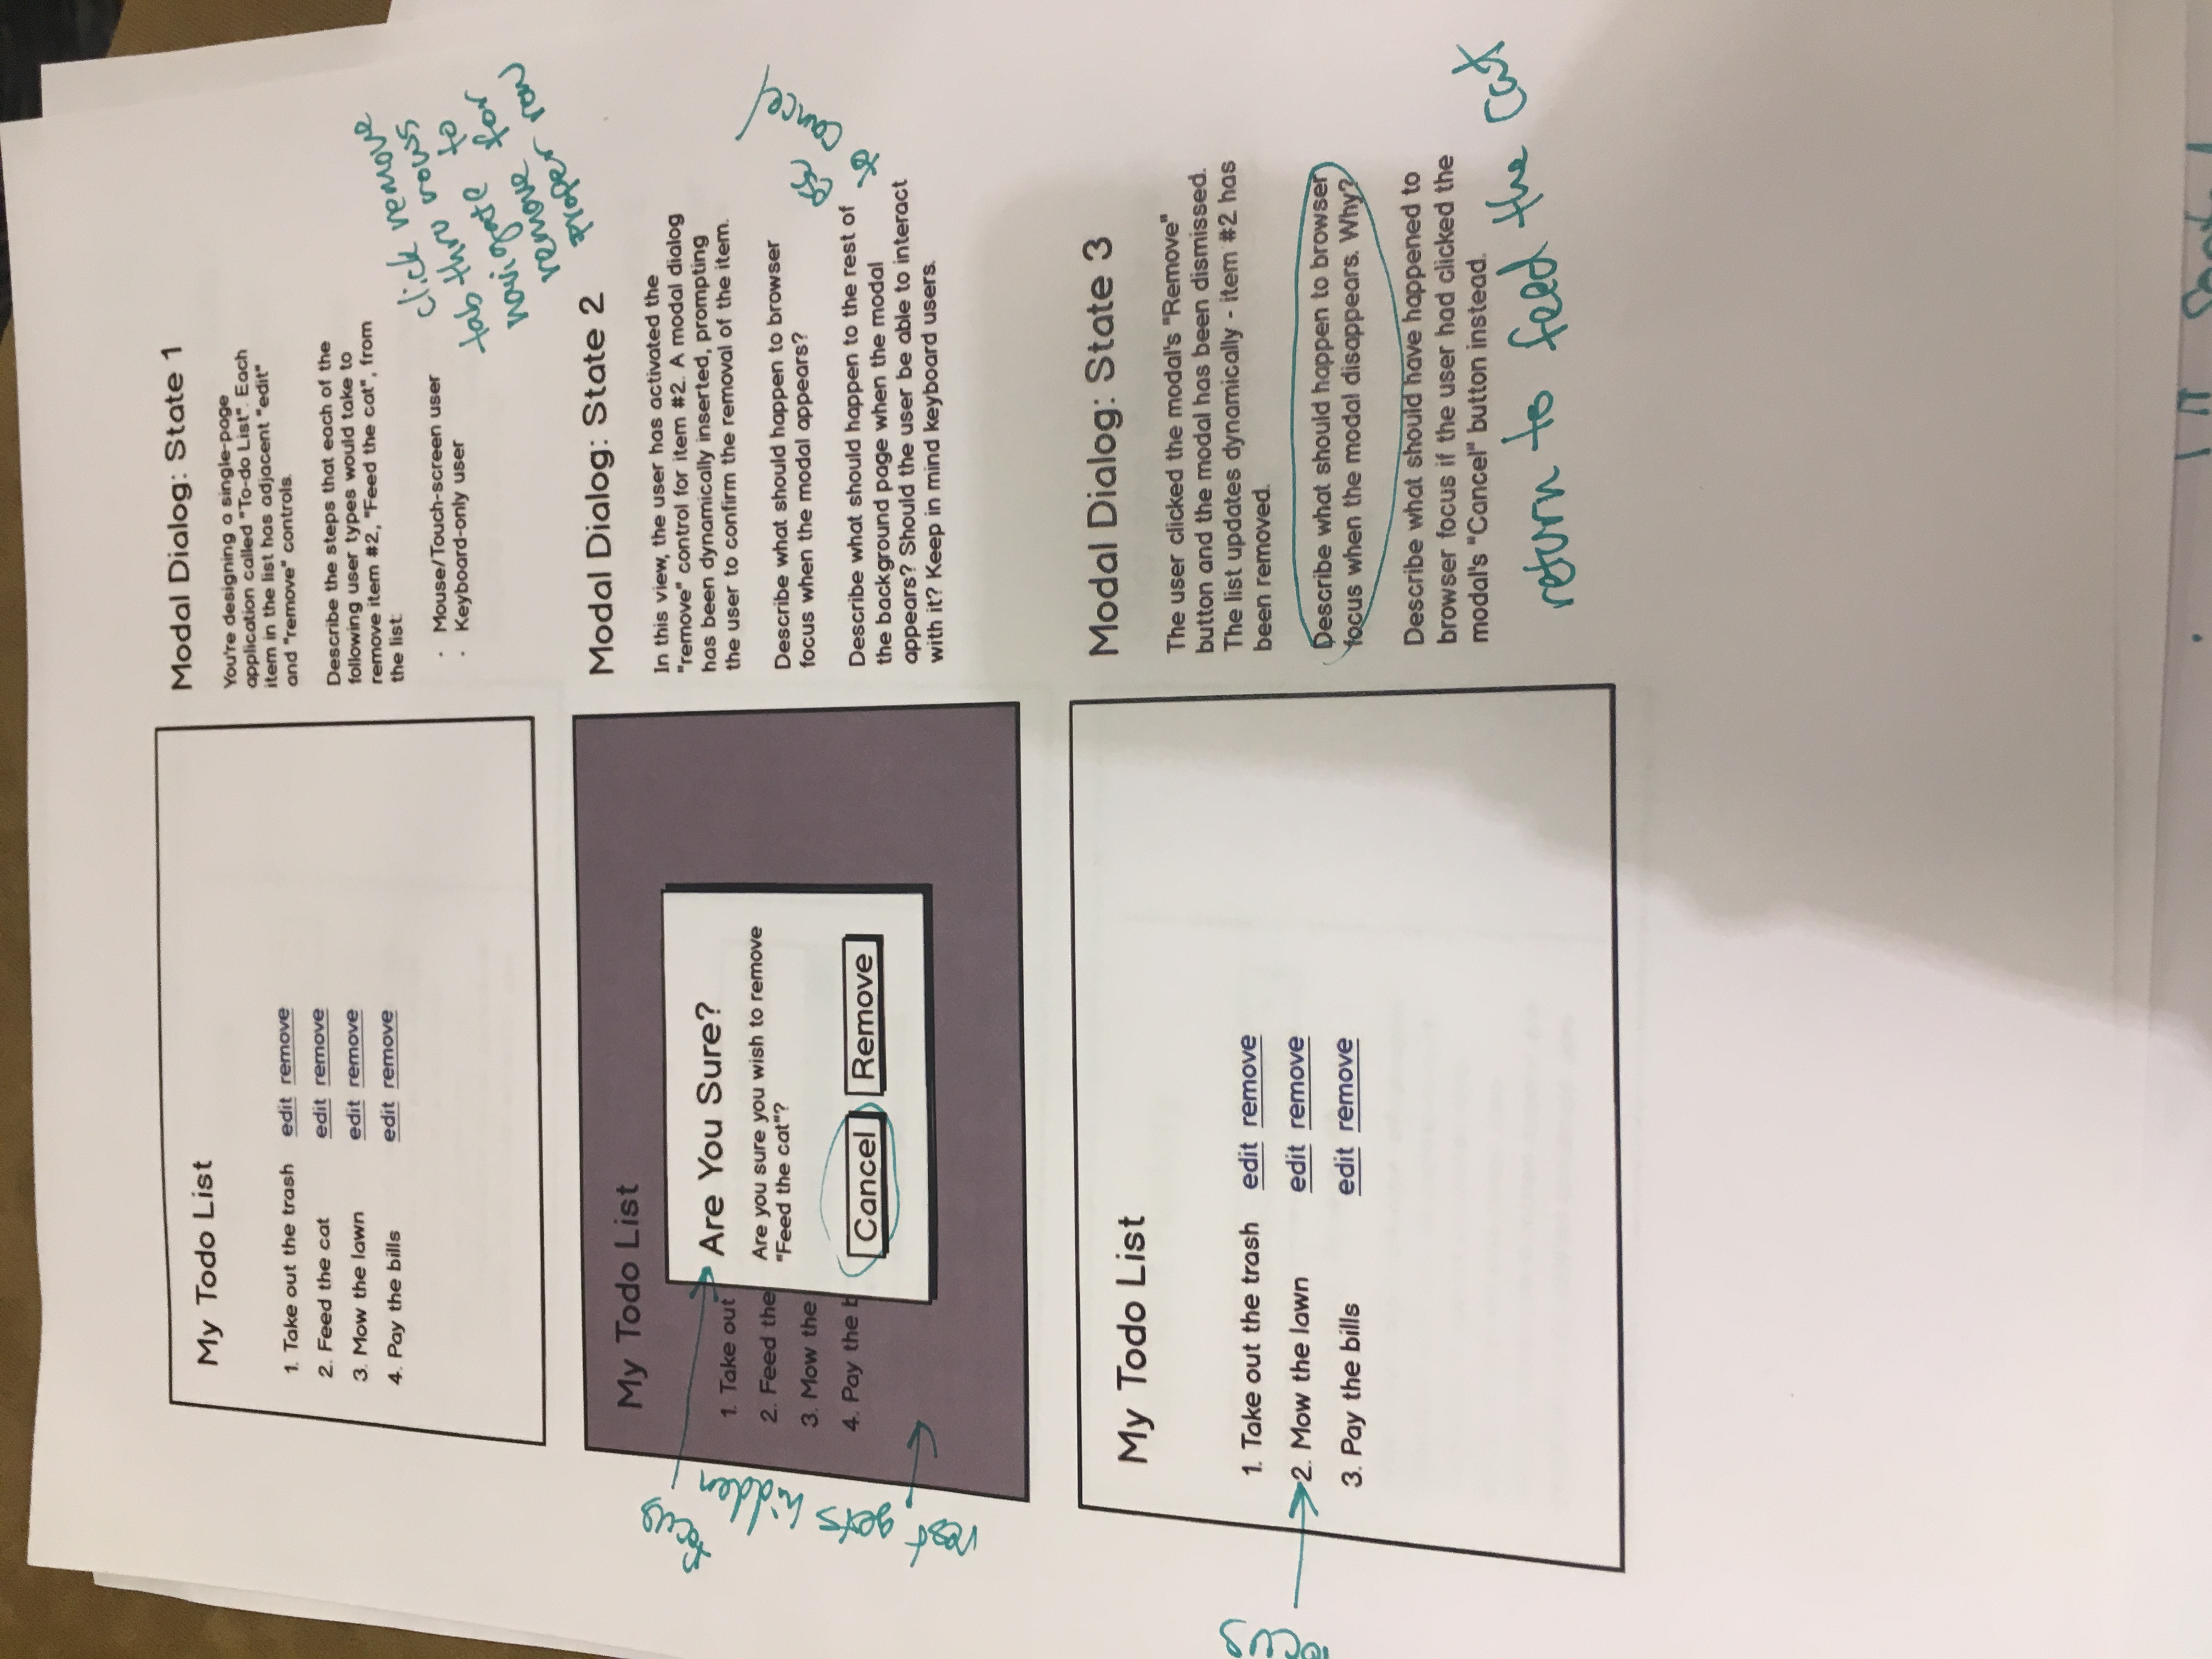 My Todo List
1. Take out the trash edit remove
2. Feed the cat edit remove
3. Mow the lawn edit remove
4. Pay the bills edit remove
Modal Dialog: State 1
You're designing a single-page
application called "To-do List". Each
item in the list has adjacent "edit"
and "remove" controls.
Describe the steps that each of the
following user types would take to
remove item #2, "Feed the cat", from
the list:
· Mouse/Touch-screen user
· Keyboard-only user
click remove
tab thru rows
navigate to
remove for
proper row
My Todo List
1. Take out
2. Feed the
3. Mow the
4. Pay the b
Are You Sure?
Are you sure you wish to remove
"Feed the cat"?
Cancel Remove
focus
rest gets hidden
Modal Dialog: State 2
In this view, the user has activated the
"remove" control for item #2. A modal dialog
has been dynamically inserted, prompting
the user to confirm the removal of the item.
Describe what should happen to browser
focus when the modal appears?
Describe what should happen to the rest of
the background page when the modal
appears? Should the user be able to interact
with it? Keep in mind keyboard users.
esc
to cancel
My Todo List
1. Take out the trash edit remove
2. Mow the lawn edit remove
3. Pay the bills edit remove
focus
Modal Dialog: State 3
The user clicked the modal's "Remove"
button and the modal has been dismissed.
The list updates dynamically - item #2 has
been removed.
Describe what should happen to browser
focus when the modal disappears. Why?
Describe what should have happened to
browser focus if the user had clicked the
modal's "Cancel" button instead.
return to feed the cat